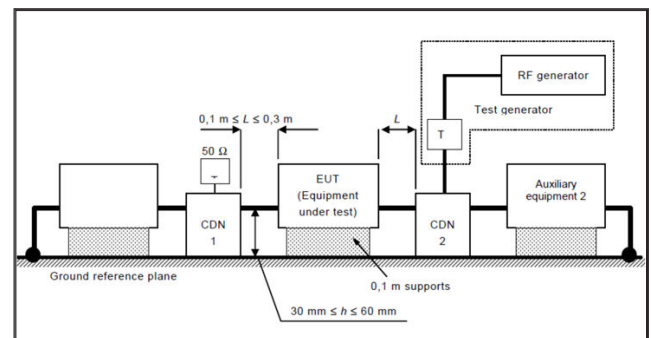 RF generator
Test generator
T
0,1 m ≤ L ≤ 0,3 m
L
50 Ω
EUT
(Equipment
under test)
Auxiliary
equipment 2
CDN
1
CDN
2
Ground reference plane
0,1 m supports
30 mm ≤ h ≤ 60 mm